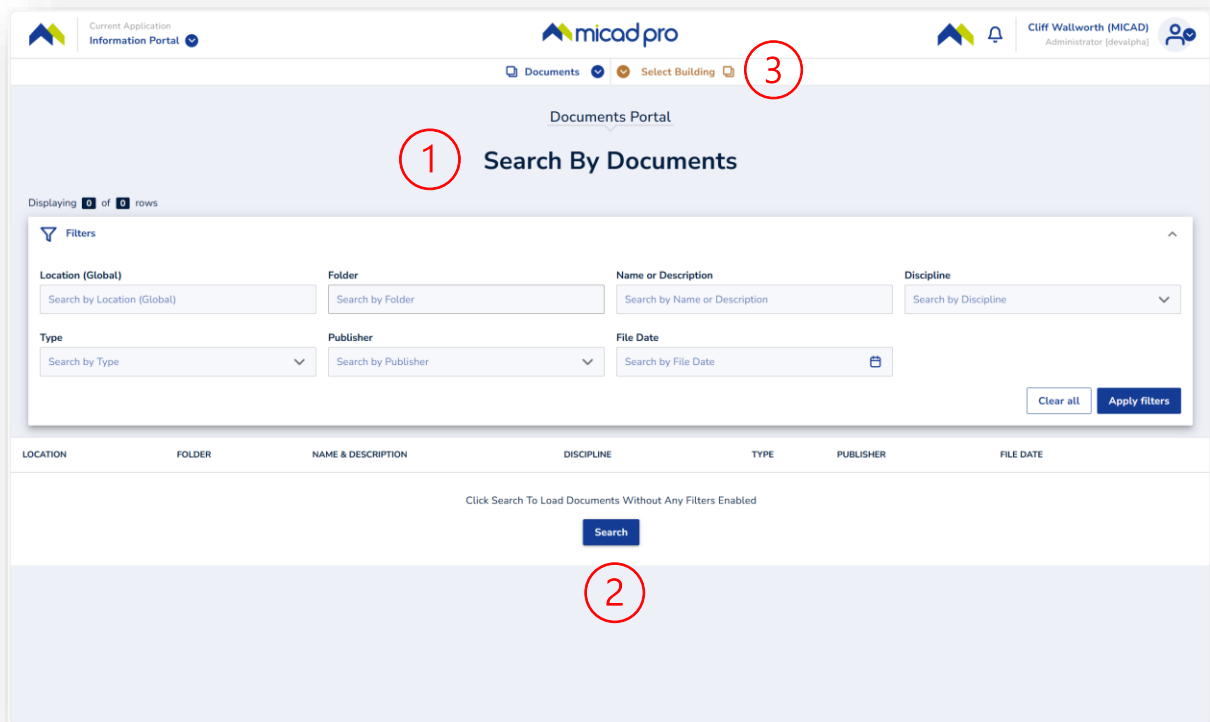 Current Application
Information Portal
micad pro
Cliff Wallworth (MICAD)
Administrator [devalpha]
Documents
Select Building
3
Documents Portal
1
Search By Documents
Displaying 0 of 0 rows
Filters
Location (Global) Folder Name or Description Discipline
Search by Location (Global) Search by Folder Search by Name or Description Search by Discipline
Type Publisher File Date
Search by Type Search by Publisher Search by File Date
Clear all Apply filters
LOCATION FOLDER NAME & DESCRIPTION DISCIPLINE TYPE PUBLISHER FILE DATE
Click Search To Load Documents Without Any Filters Enabled
Search
2